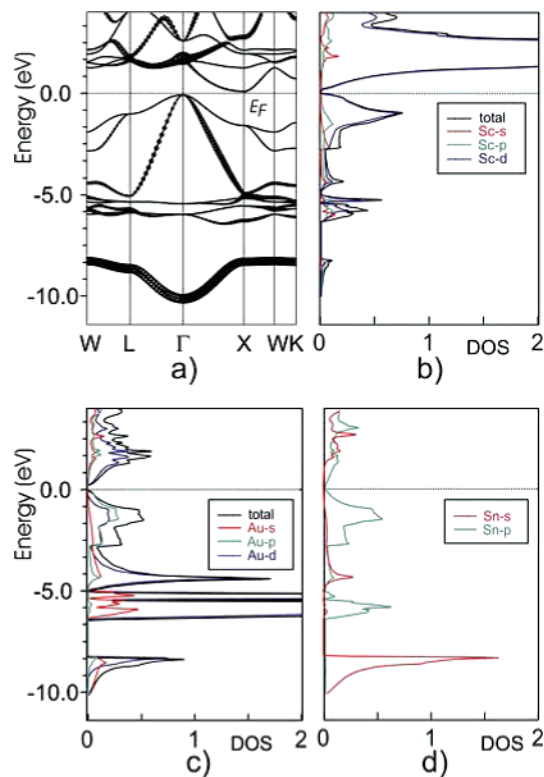 Energy (eV)
0.0
-5.0
-10.0
E_F
W L Γ X WK
a)
total
Sc-s
Sc-p
Sc-d
0 1 DOS 2
b)
Energy (eV)
0.0
-5.0
-10.0
total
Au-s
Au-p
Au-d
0 DOS 1 2
c)
Sn-s
Sn-p
0 DOS 1 2
d)